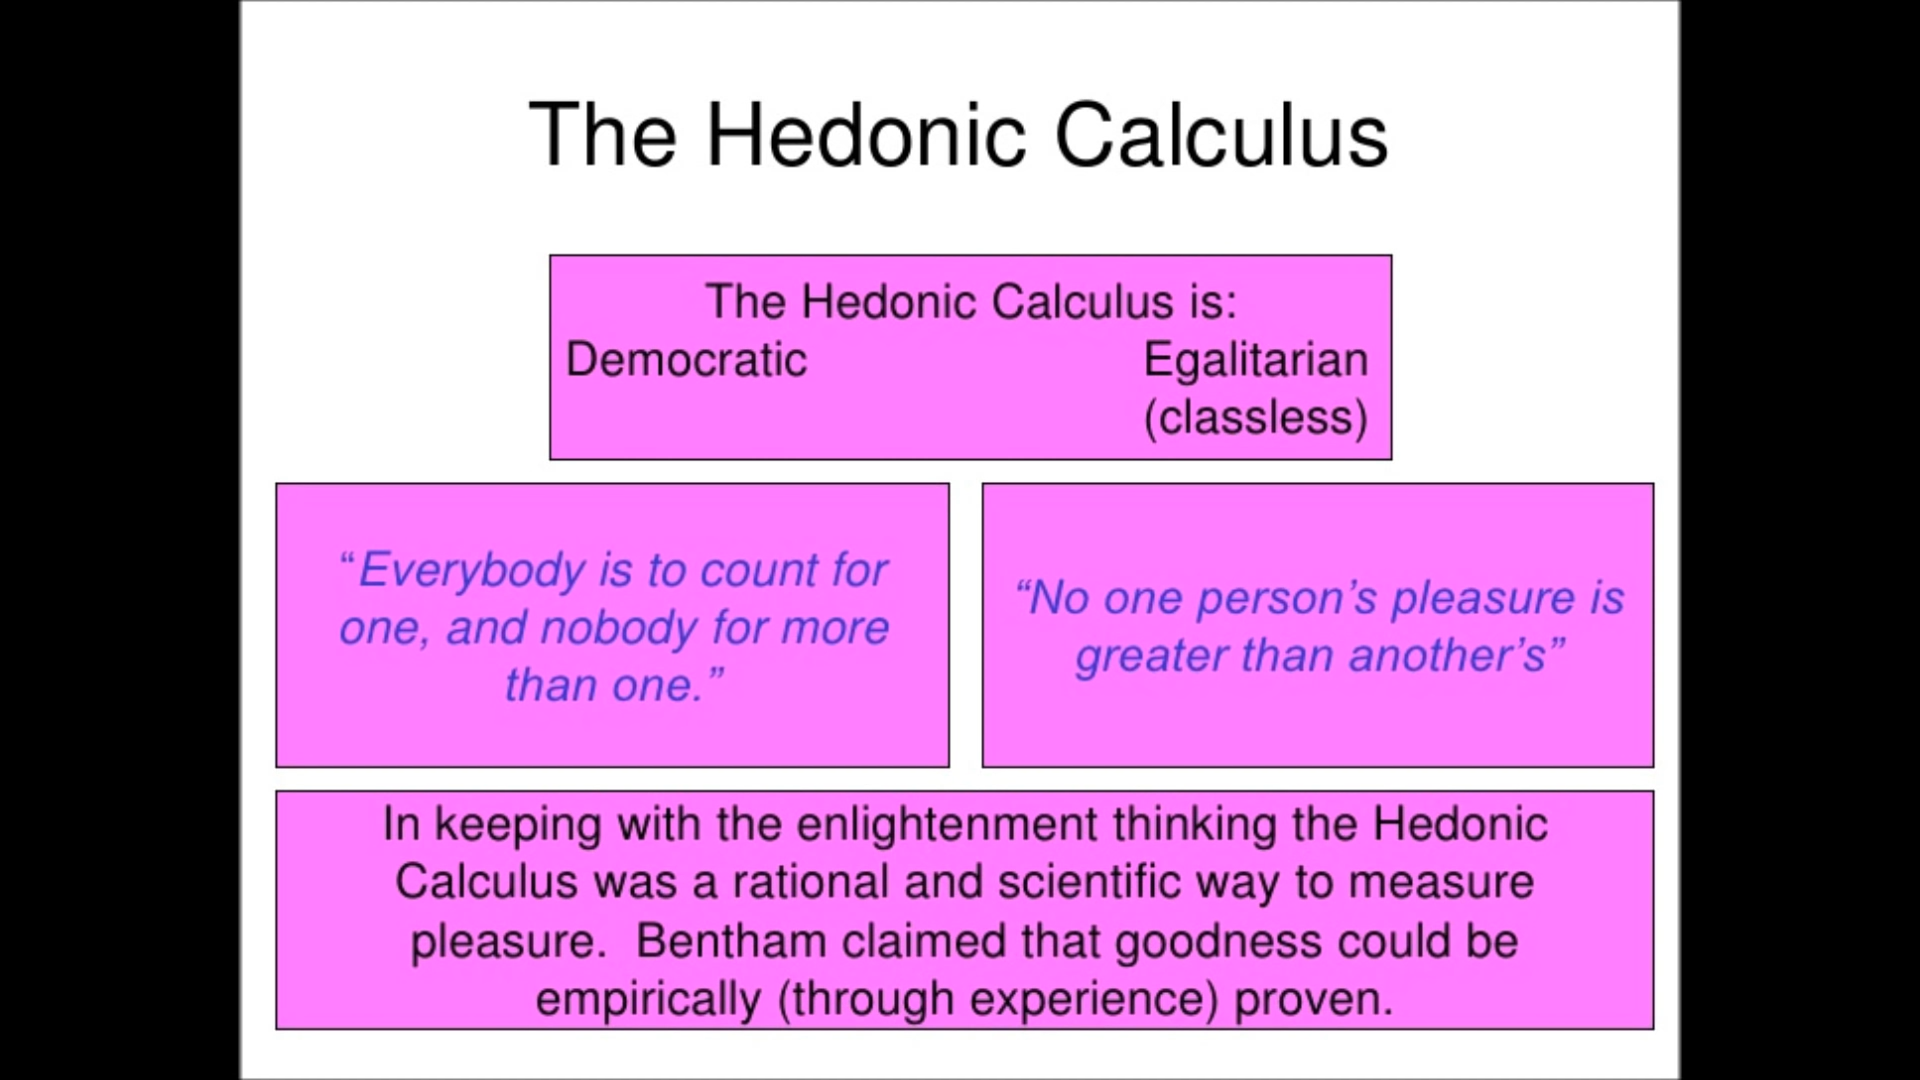 The Hedonic Calculus
The Hedonic Calculus is:
Democratic Egalitarian
(classless)
“Everybody is to count for
one, and nobody for more
than one.”
“No one person’s pleasure is
greater than another’s”
In keeping with the enlightenment thinking the Hedonic
Calculus was a rational and scientific way to measure
pleasure.  Bentham claimed that goodness could be
empirically (through experience) proven.